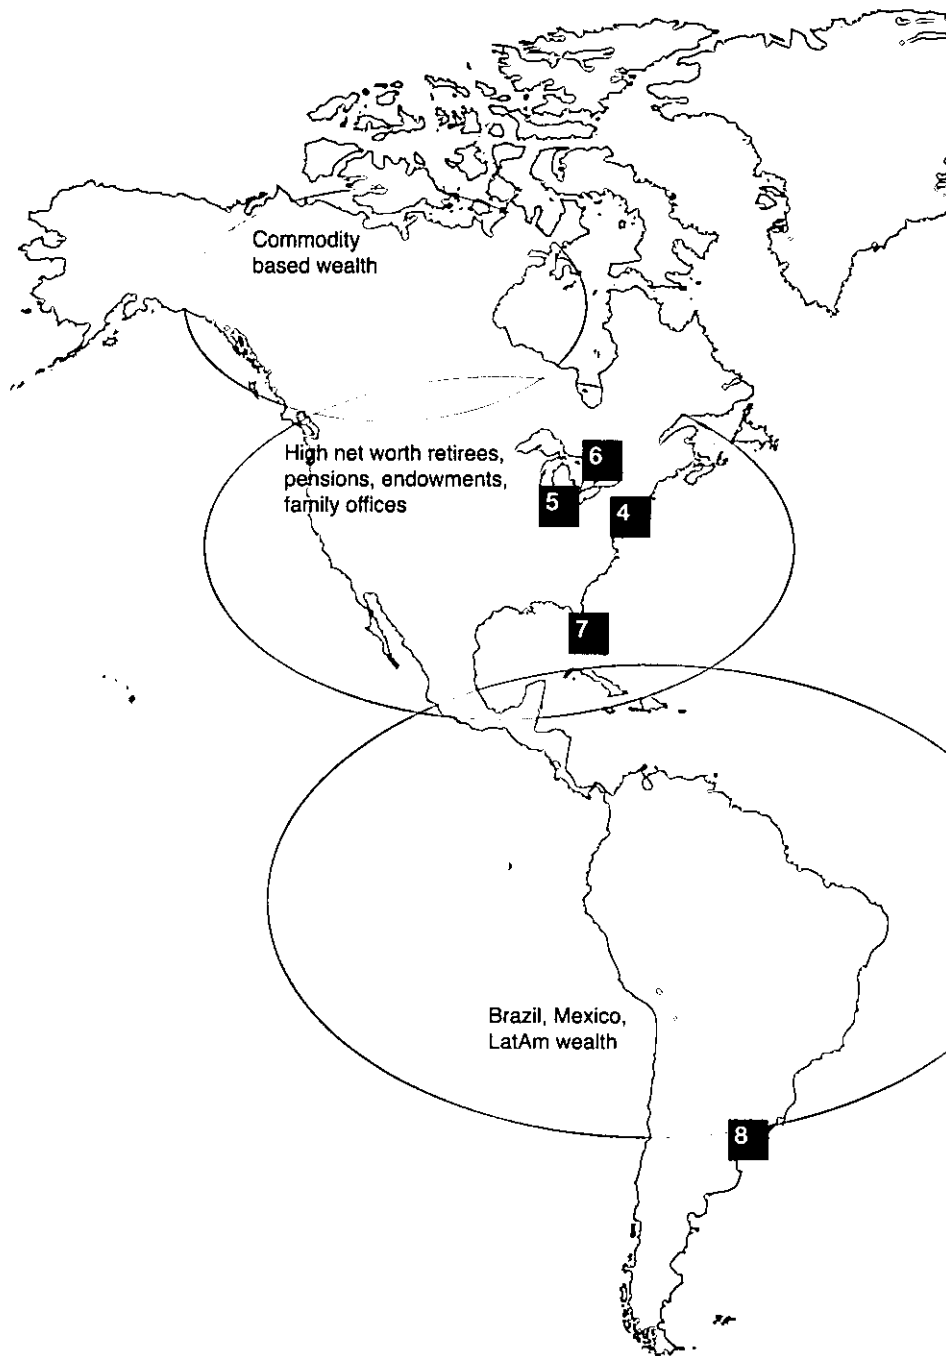 Commodity
based wealth
High net worth retirees,
pensions, endowments,
family offices
6
5
4
7
Brazil, Mexico,
LatAm wealth
8